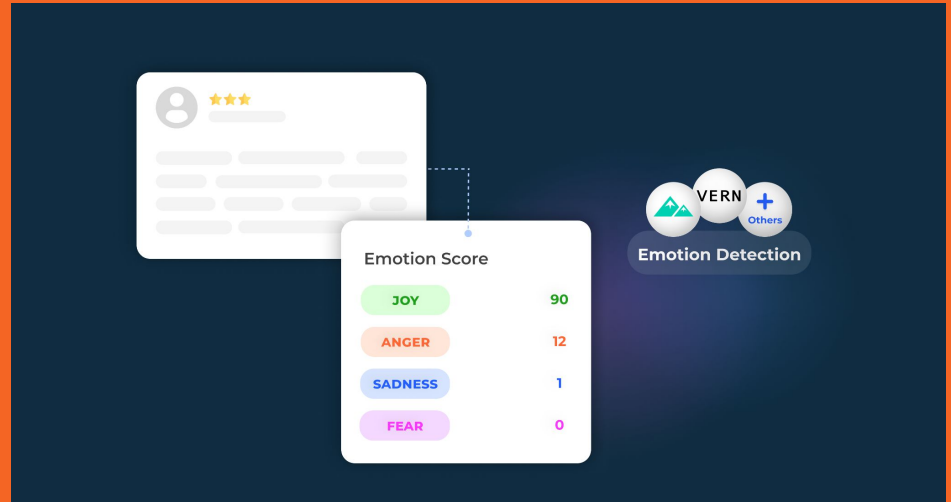 Emotion Score
JOY 90
ANGER 12
SADNESS 1
FEAR 0
VERN
+
Others
Emotion Detection